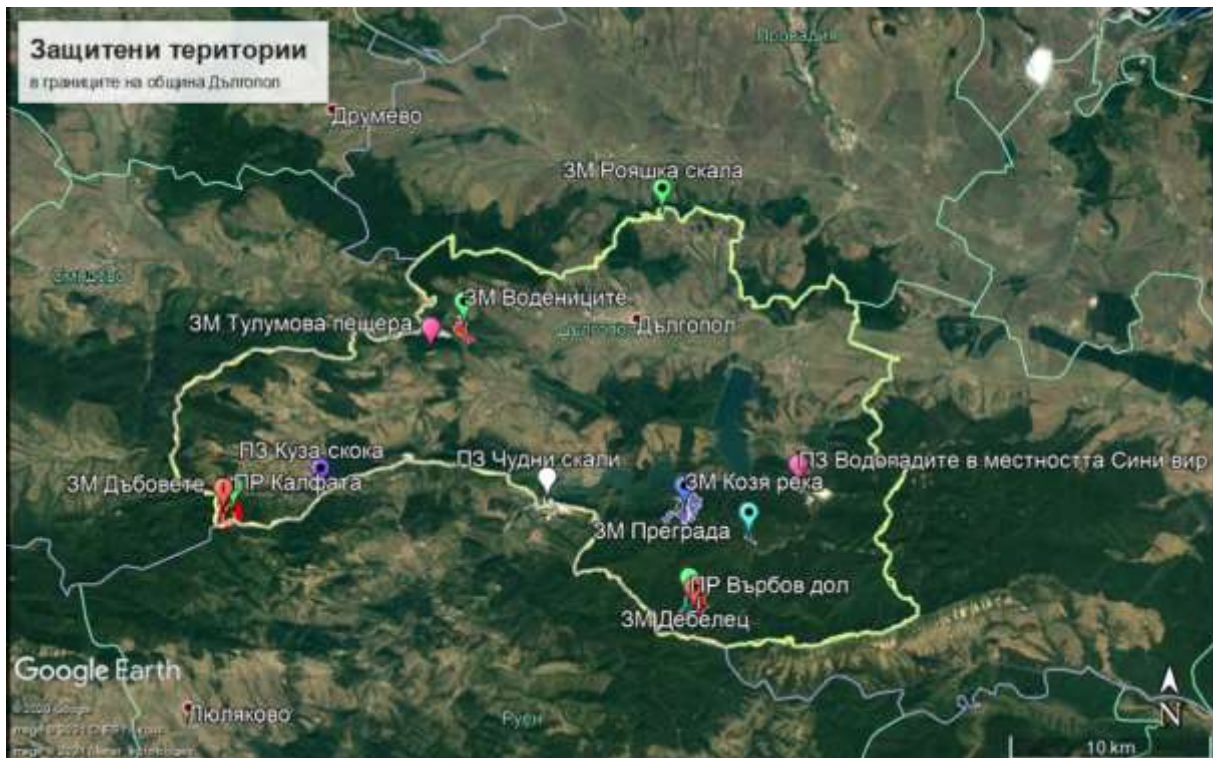 Защитени територии
в границите на община Дългопол
Провадия
Друмево
ЗМ Рояшка скала
ЗМ Водениците
ЗМ Тулумова пещера
Дългопол
Дългопол
ПЗ Куза скока
ПЗ Чудни скали
ПЗ Водопадите в местността Сини вир
ЗМ Дъбовете
ПР Калфата
ЗМ Козя река
ЗМ Преграда
ПР Върбов дол
ЗМ Дебелец
Google Earth
Люляково
Руен
N
10 km